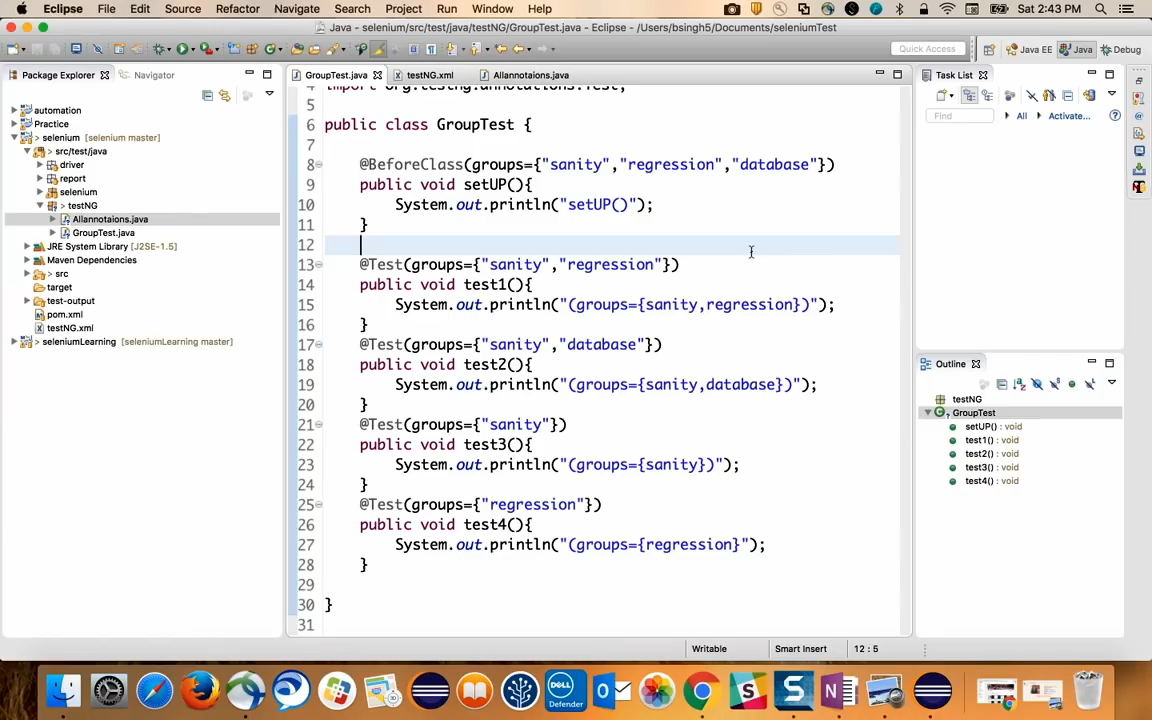 Eclipse File Edit Source Refactor Navigate Search Project Run Window Help Sat 2:43 PM
Java - selenium/src/test/java/testNG/GroupTest.java - Eclipse - /Users/bsingh5/Documents/seleniumTest
Quick Access Java EE Java Debug
Package Explorer Navigator
GroupTest.java testNG.xml Allannotaions.java
Task List
Find All Activate...
automation
Practice
> selenium [selenium master]
> src/test/java
driver
report
selenium
> testNG
Allannotaions.java
GroupTest.java
JRE System Library [J2SE-1.5]
Maven Dependencies
> src
target
test-output
pom.xml
testNG.xml
> seleniumLearning [seleniumLearning master]
4 import org.testng.annotations.Test;
5
6 public class GroupTest {
7
8 @BeforeClass(groups={"sanity","regression","database"})
9 public void setUP(){
10 System.out.println("setUP()");
11 }
12
13 @Test(groups={"sanity","regression"})
14 public void test1(){
15 System.out.println("(groups={sanity,regression})");
16 }
17 @Test(groups={"sanity","database"})
18 public void test2(){
19 System.out.println("(groups={sanity,database})");
20 }
21 @Test(groups={"sanity"})
22 public void test3(){
23 System.out.println("(groups={sanity})");
24 }
25 @Test(groups={"regression"})
26 public void test4(){
27 System.out.println("(groups={regression}");
28 }
29
30 }
31
Outline
testNG
GroupTest
setUP() : void
test1() : void
test2() : void
test3() : void
test4() : void
Writable Smart Insert 12 : 5
DELL
Defender